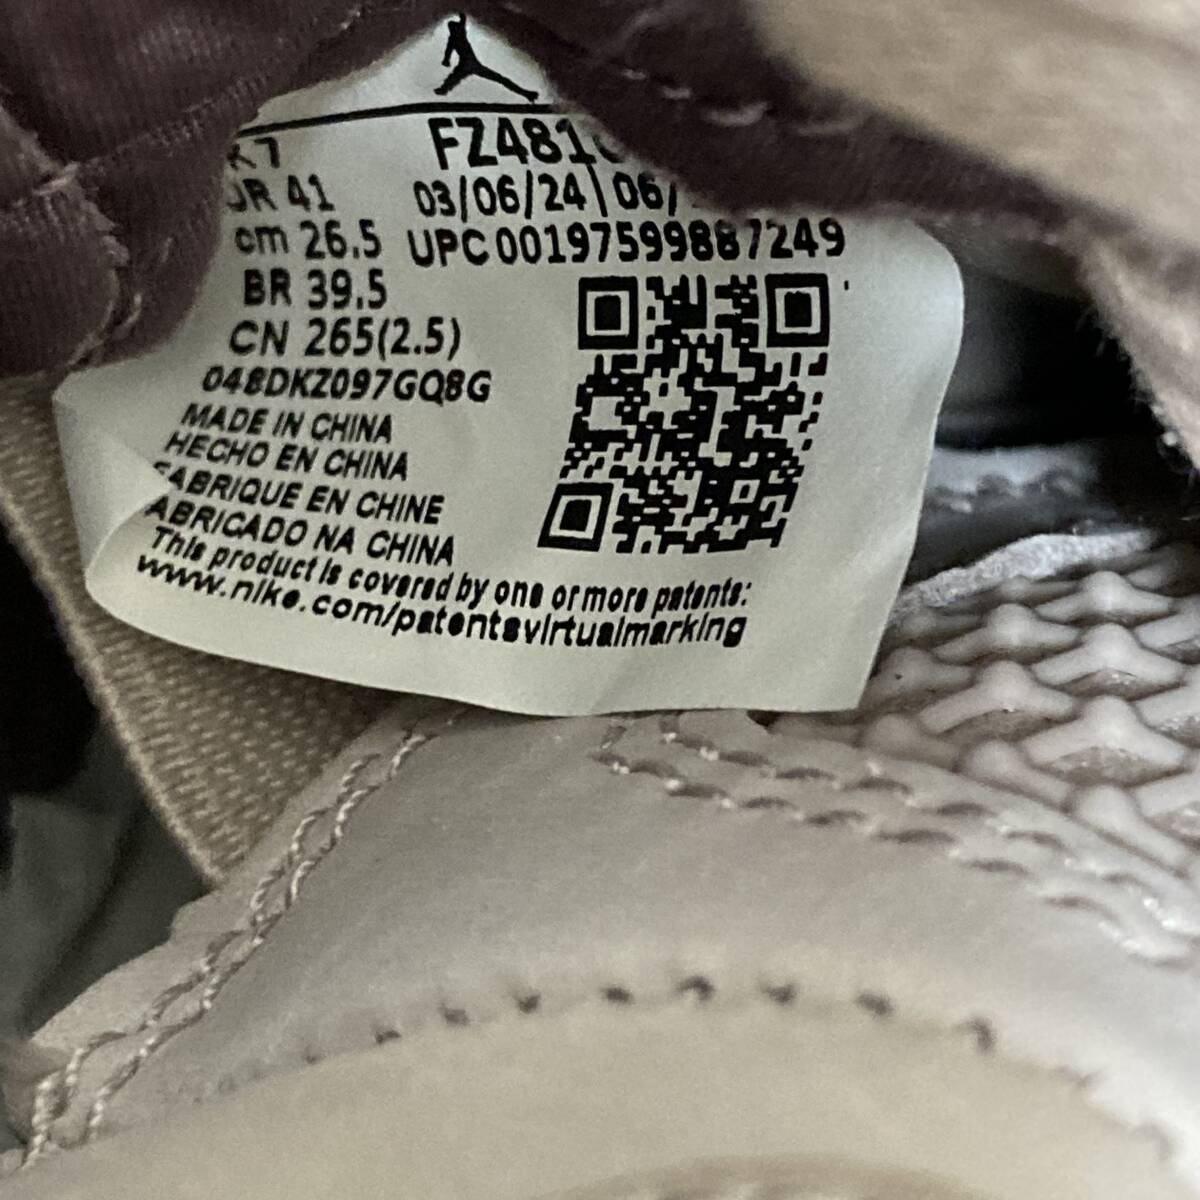 7
FZ481
41
03/06/24\06/
cm 26.5
UPC 00197599887249
BR 39.5
CN 265(2.5)
048DKZ097GQ8G
MADE IN CHINA
HECHO EN CHINA
FABRIQUE EN CHINE
ABRICADO NA CHINA
This product is covered by one or more patents:
www.nike.com/patentsvirtualmarking